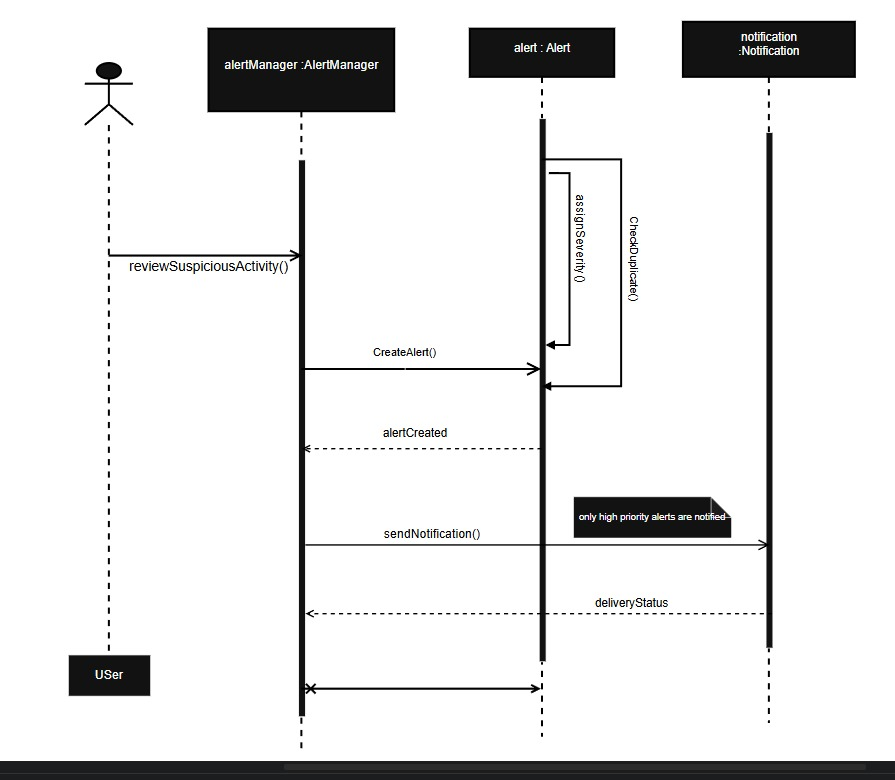 alertManager :AlertManager
alert : Alert
notification
:Notification
assignSeverity ()
CheckDuplicate()
reviewSuspiciousActivity()
CreateAlert()
alertCreated
only high priority alerts are notified
sendNotification()
deliveryStatus
USer